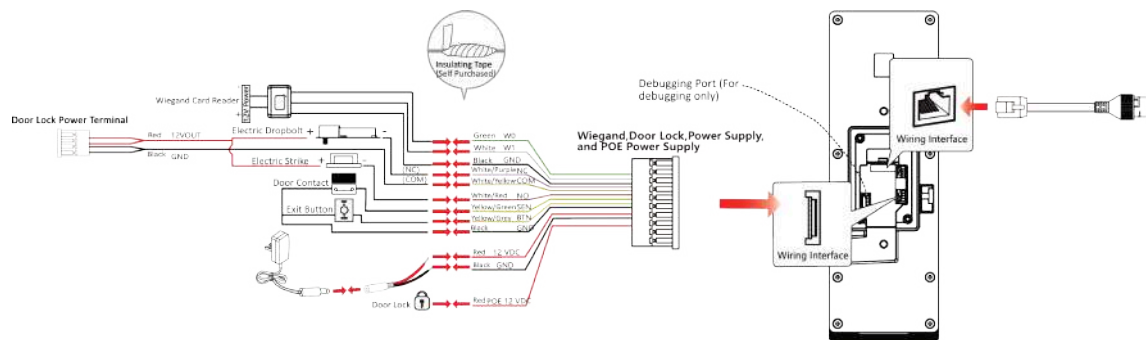 Insulating Tape
(Self Purchased)
Debugging Port (For
debugging only)
Wiring Interface
Wiegand Card Reader
+ 12V Power -
Door Lock Power Terminal
Red 12VOUT
Black GND
Electric Dropbolt + -
Electric Strike + -
(NC)
(COM)
Door Contact
Exit Button
Green W0
White W1
Black GND
White/Purple NC
White/Yellow COM
White/Red NO
Yellow/Green SEN
Yellow/Grey BTN
Black GND
Red 12 VDC
Black GND
Door Lock
Red POE 12 VDC
Wiegand,Door Lock,Power Supply,
and POE Power Supply
Wiring Interface